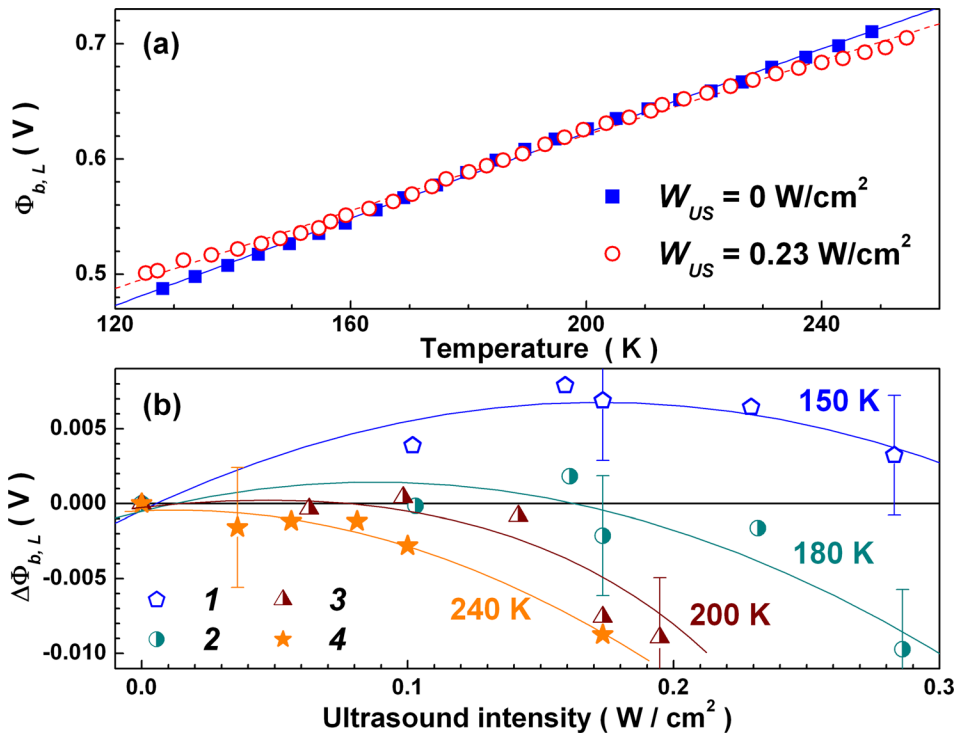 (a)
0.7
0.6
0.5
Φb, L ( V )
WUS = 0 W/cm²
WUS = 0.23 W/cm²
120 160 200 240
Temperature ( K )
(b)
0.005
0.000
-0.005
-0.010
ΔΦb, L ( V )
150 K
180 K
200 K
240 K
1 3
2 4
0.0 0.1 0.2 0.3
Ultrasound intensity ( W / cm² )